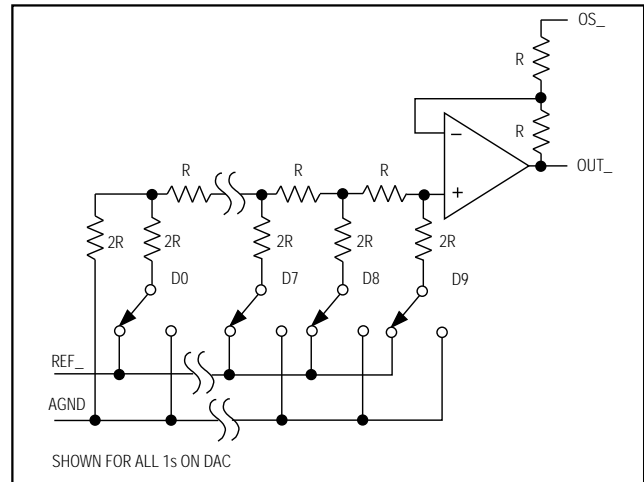 OS_
R
R
OUT_
−
+
R
R
R
2R
2R
2R
2R
2R
D0
D7
D8
D9
REF_
AGND
SHOWN FOR ALL 1s ON DAC